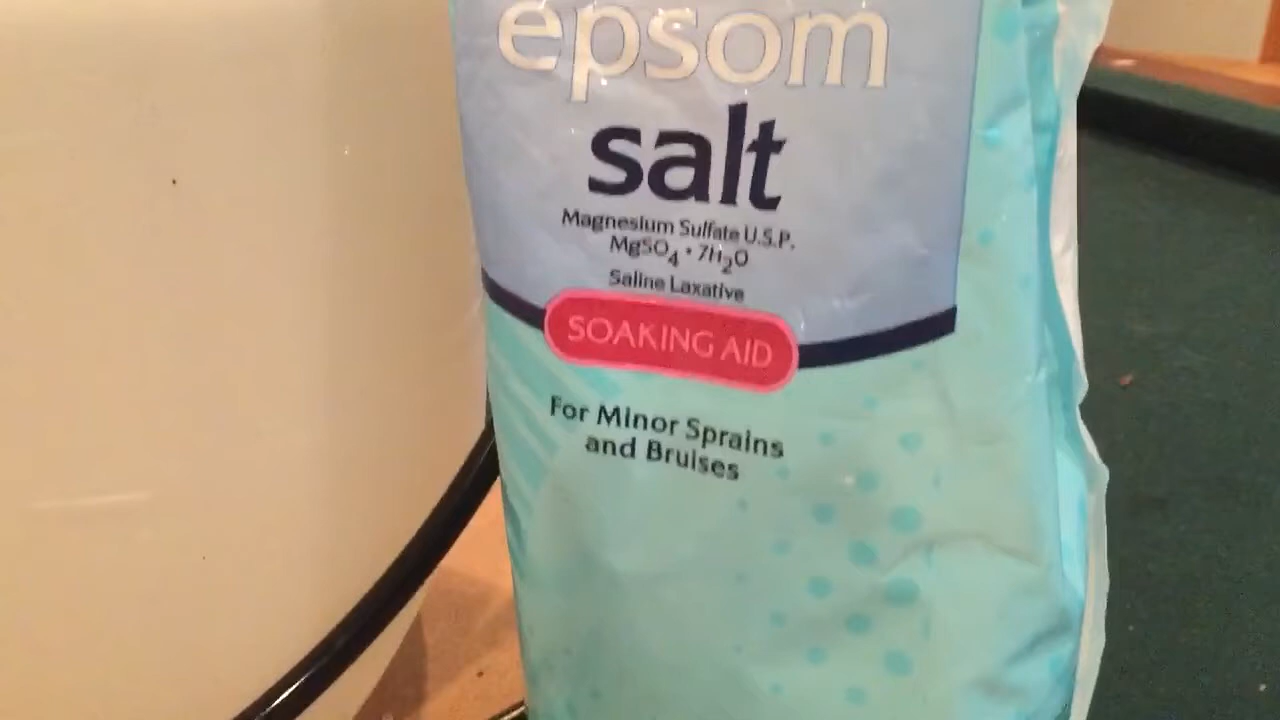 epsom
salt
Magnesium Sulfate U.S.P.
MgSO₄ • 7H₂O
Saline Laxative
SOAKING AID
For Minor Sprains
and Bruises